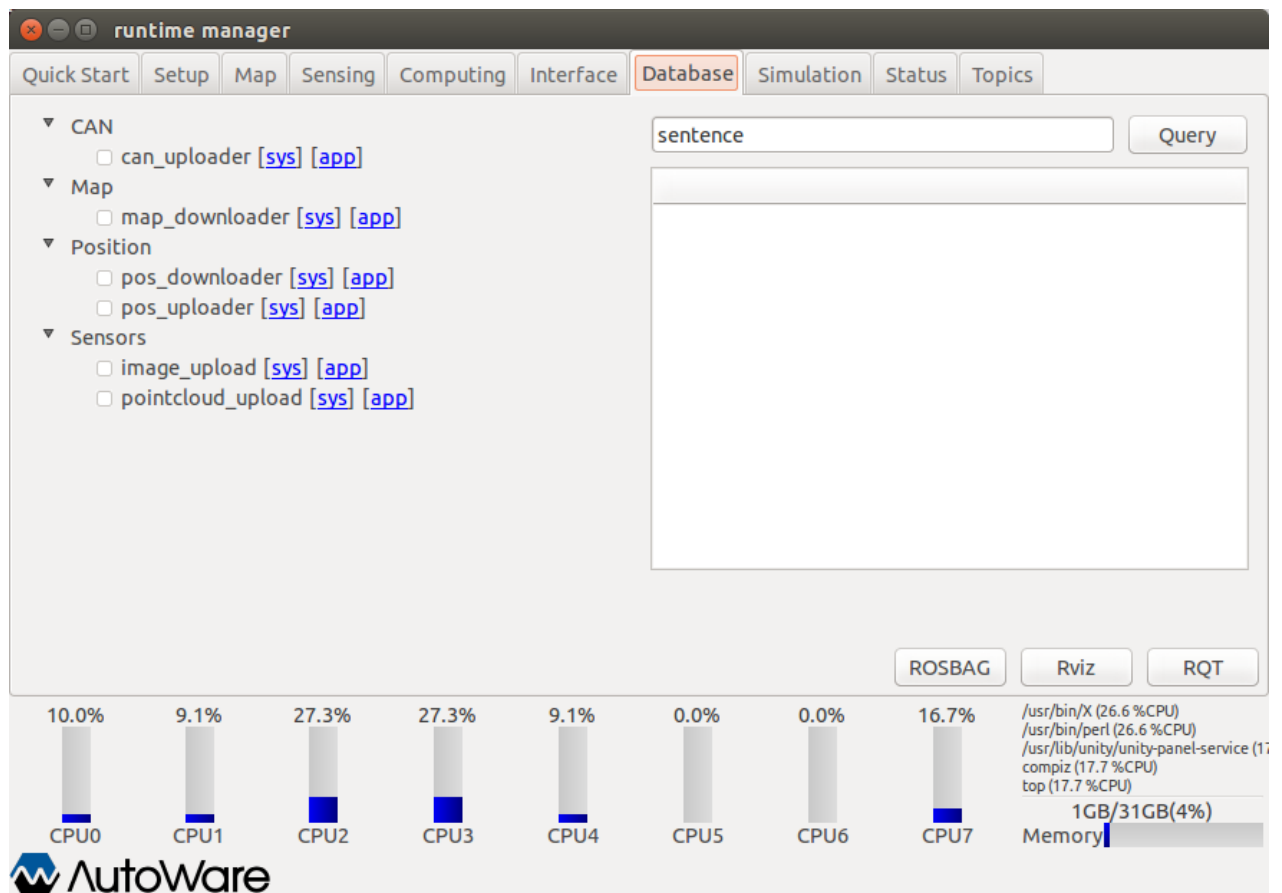 runtime manager
Quick Start Setup Map Sensing Computing Interface Database Simulation Status Topics
CAN
can_uploader [sys] [app]
Map
map_downloader [sys] [app]
Position
pos_downloader [sys] [app]
pos_uploader [sys] [app]
Sensors
image_upload [sys] [app]
pointcloud_upload [sys] [app]
sentence
Query
ROSBAG Rviz RQT
10.0% 9.1% 27.3% 27.3% 9.1% 0.0% 0.0% 16.7%
CPU0 CPU1 CPU2 CPU3 CPU4 CPU5 CPU6 CPU7
/usr/bin/X (26.6 %CPU)
/usr/bin/perl (26.6 %CPU)
/usr/lib/unity/unity-panel-service (17
compiz (17.7 %CPU)
top (17.7 %CPU)
1GB/31GB(4%)
Memory
AutoWare